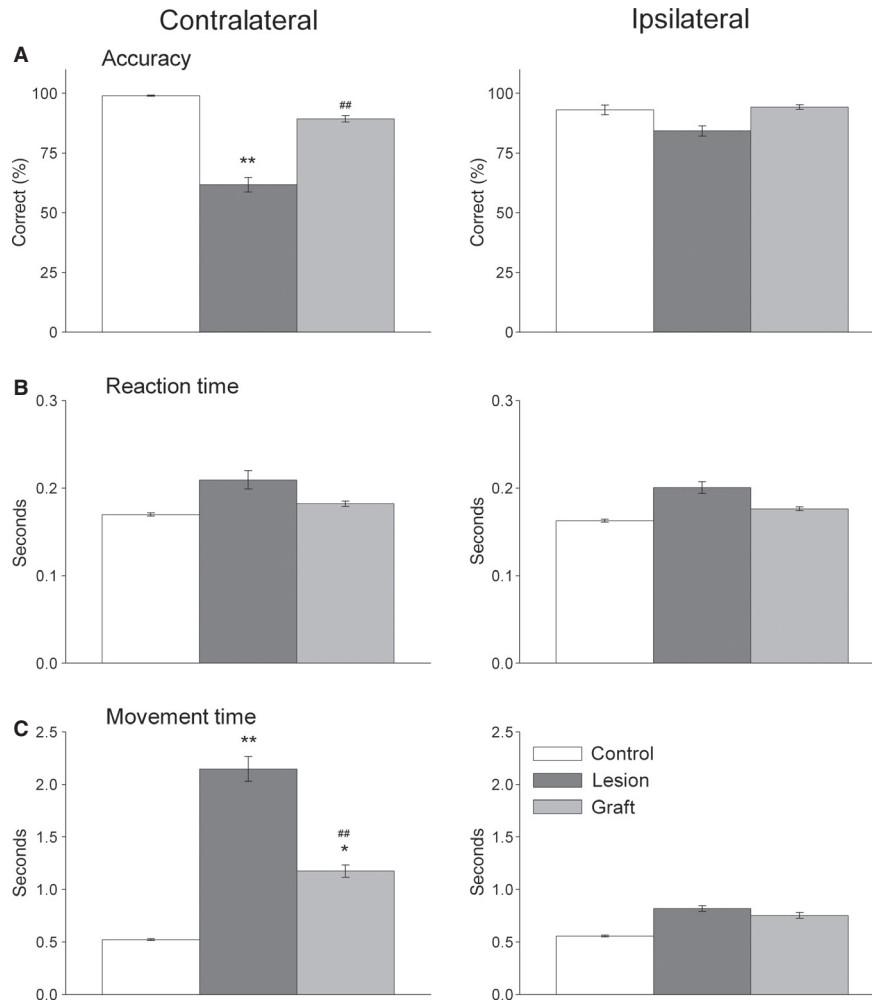 Contralateral
Ipsilateral
A
Accuracy
Correct (%)
100
75
50
25
0
**
##
Correct (%)
100
75
50
25
0
B
Reaction time
Seconds
0.3
0.2
0.1
0.0
Seconds
0.3
0.2
0.1
0.0
C
Movement time
Seconds
2.5
2.0
1.5
1.0
0.5
0.0
**
##
*
Seconds
2.5
2.0
1.5
1.0
0.5
0.0
Control
Lesion
Graft